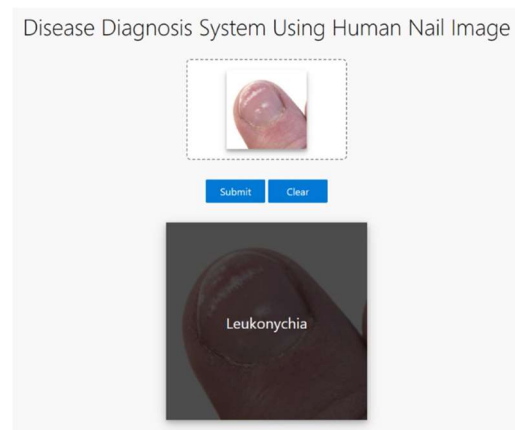 Disease Diagnosis System Using Human Nail Image
Submit Clear
Leukonychia